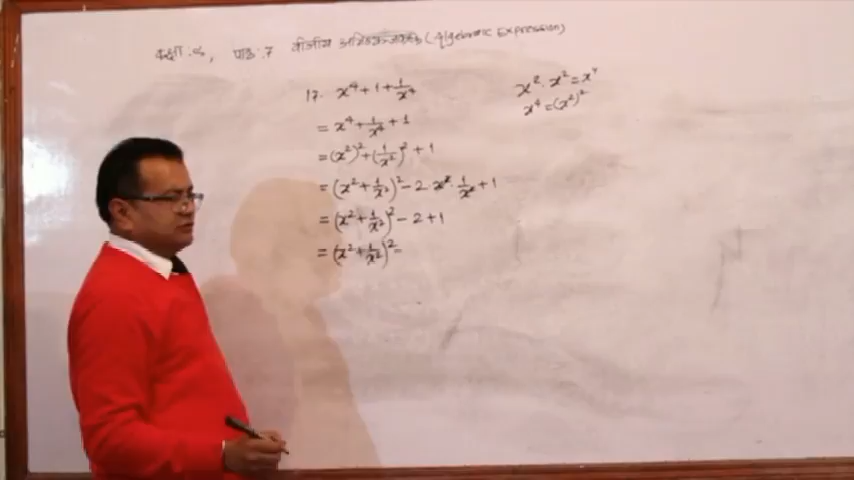 कक्षा : ८, पाठ : 7 बीजीय अभिव्यञ्जक (Algebraic Expression)
17. x⁴ + 1 + 1/x⁴
= x⁴ + 1/x⁴ + 1
= (x²)² + (1/x²)² + 1
= (x² + 1/x²)² - 2 · x² · 1/x² + 1
= (x² + 1/x²)² - 2 + 1
= (x² + 1/x²)² -
x² · x² = x⁴
x⁴ = (x²)²